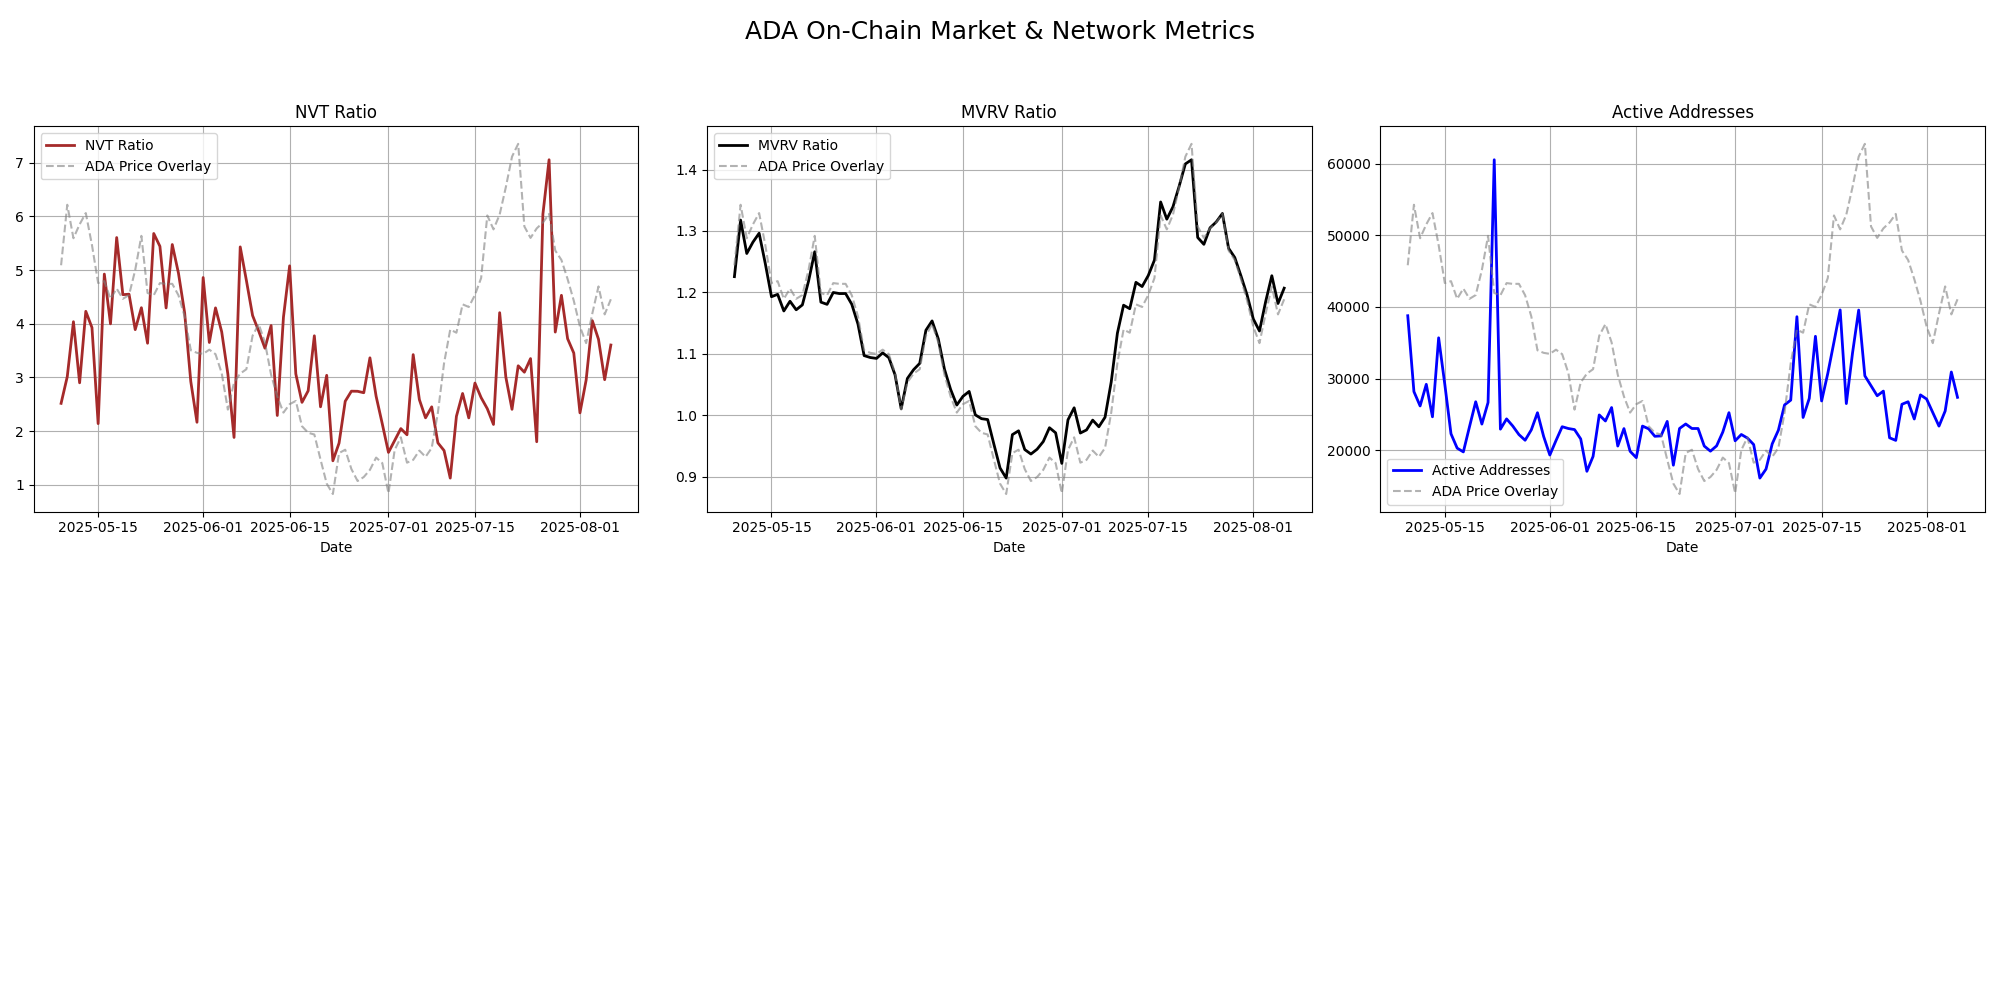 ADA On-Chain Market & Network Metrics
NVT Ratio
NVT Ratio
ADA Price Overlay
7
6
5
4
3
2
1
2025-05-15 2025-06-01 2025-06-15 2025-07-01 2025-07-15 2025-08-01
Date
MVRV Ratio
MVRV Ratio
ADA Price Overlay
1.4
1.3
1.2
1.1
1.0
0.9
2025-05-15 2025-06-01 2025-06-15 2025-07-01 2025-07-15 2025-08-01
Date
Active Addresses
60000
50000
40000
30000
20000
Active Addresses
ADA Price Overlay
2025-05-15 2025-06-01 2025-06-15 2025-07-01 2025-07-15 2025-08-01
Date